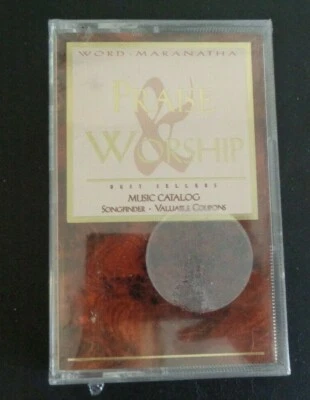 WORD · MARANATHA
PRAISE
&
WORSHIP
BEST SELLERS
MUSIC CATALOG
SONGFINDER - VALUABLE COUPONS